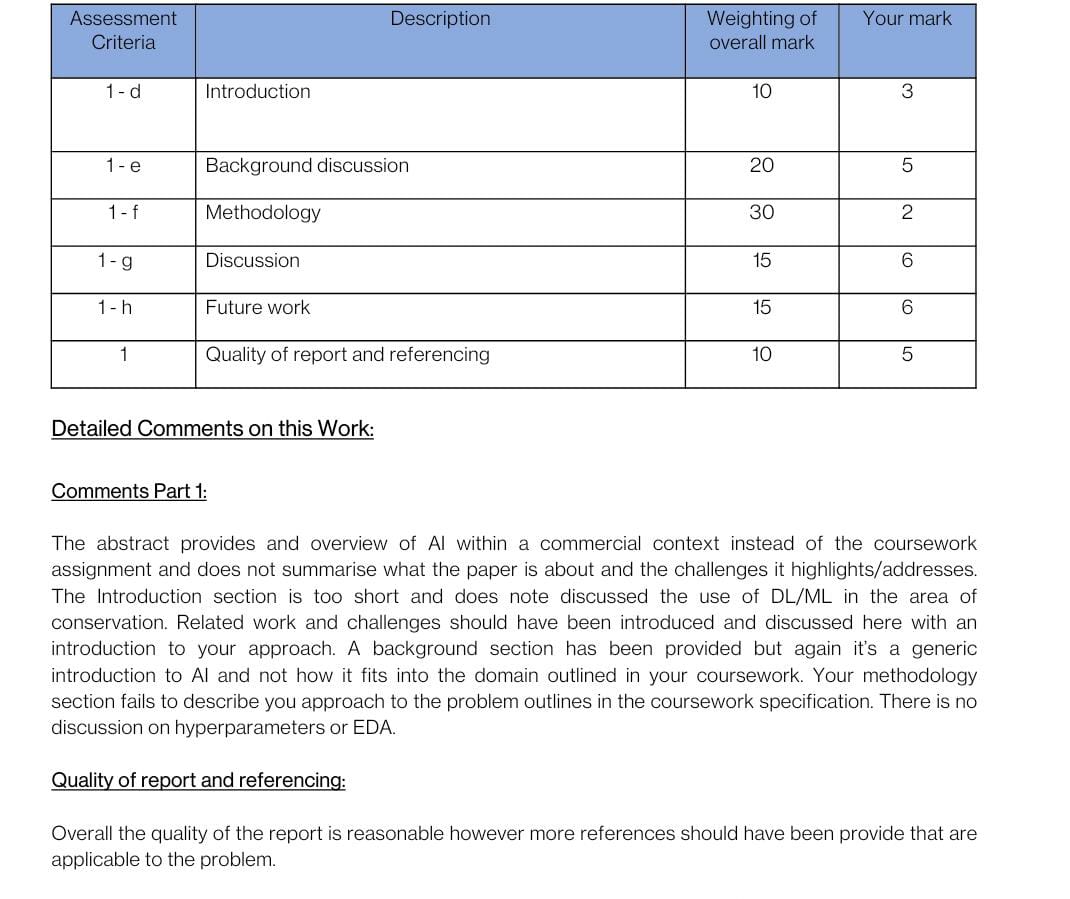 Assessment Criteria Description Weighting of overall mark Your mark
1 - d Introduction 10 3
1 - e Background discussion 20 5
1 - f Methodology 30 2
1 - g Discussion 15 6
1 - h Future work 15 6
1 Quality of report and referencing 10 5
Detailed Comments on this Work:
Comments Part 1:
The abstract provides and overview of AI within a commercial context instead of the coursework
assignment and does not summarise what the paper is about and the challenges it highlights/addresses.
The Introduction section is too short and does note discussed the use of DL/ML in the area of
conservation. Related work and challenges should have been introduced and discussed here with an
introduction to your approach. A background section has been provided but again it's a generic
introduction to AI and not how it fits into the domain outlined in your coursework. Your methodology
section fails to describe you approach to the problem outlines in the coursework specification. There is no
discussion on hyperparameters or EDA.
Quality of report and referencing:
Overall the quality of the report is reasonable however more references should have been provide that are
applicable to the problem.